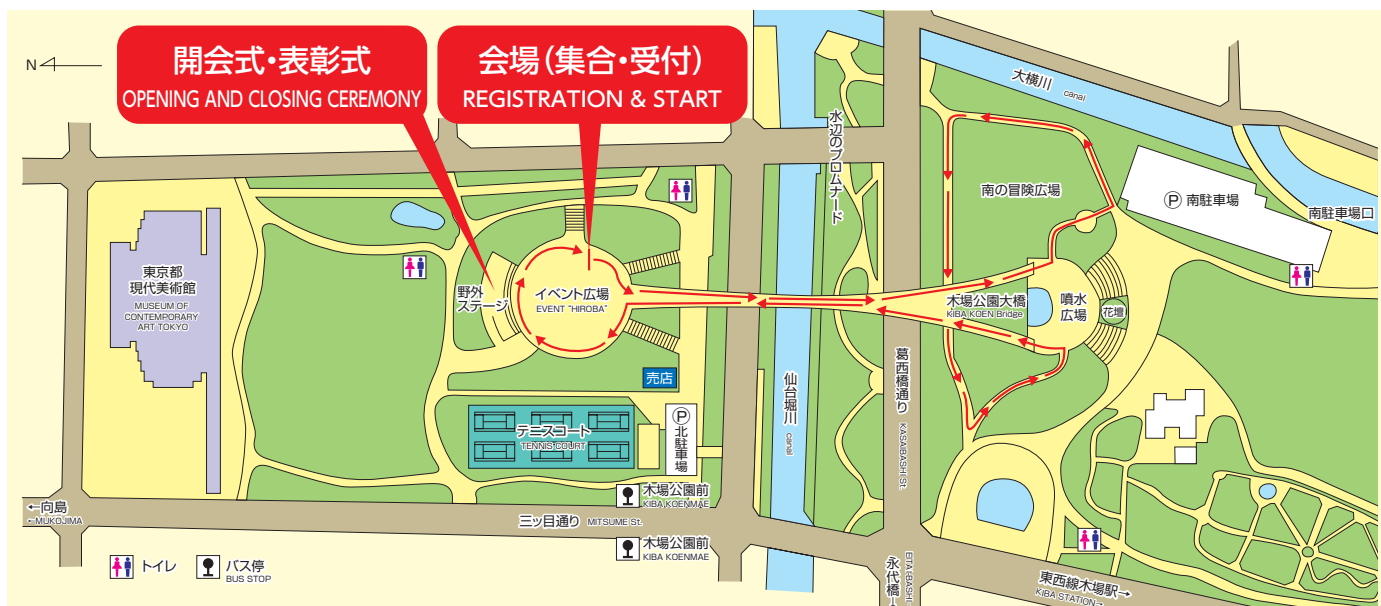 N
開会式・表彰式
OPENING AND CLOSING CEREMONY
会場(集合・受付)
REGISTRATION & START
大横川
canal
水辺のプロムナード
南の冒険広場
P 南駐車場
南駐車場口
東京都
現代美術館
MUSEUM OF
CONTEMPORARY
ART TOKYO
野外
ステージ
イベント広場
EVENT "HIROBA"
木場公園大橋
KIBA KOEN Bridge
噴水
広場
花壇
売店
テニスコート
TENNIS COURT
P 北駐車場
仙台堀川
canal
葛西橋通り
KASAIBASHI St.
木場公園前
KIBA KOENMAE
←向島
← MUKOJIMA
三ッ目通り MITSUME St.
木場公園前
KIBA KOENMAE
トイレ
バス停
BUS STOP
永代橋→
EITAIBASHI
東西線木場駅→
KIBA STATION→